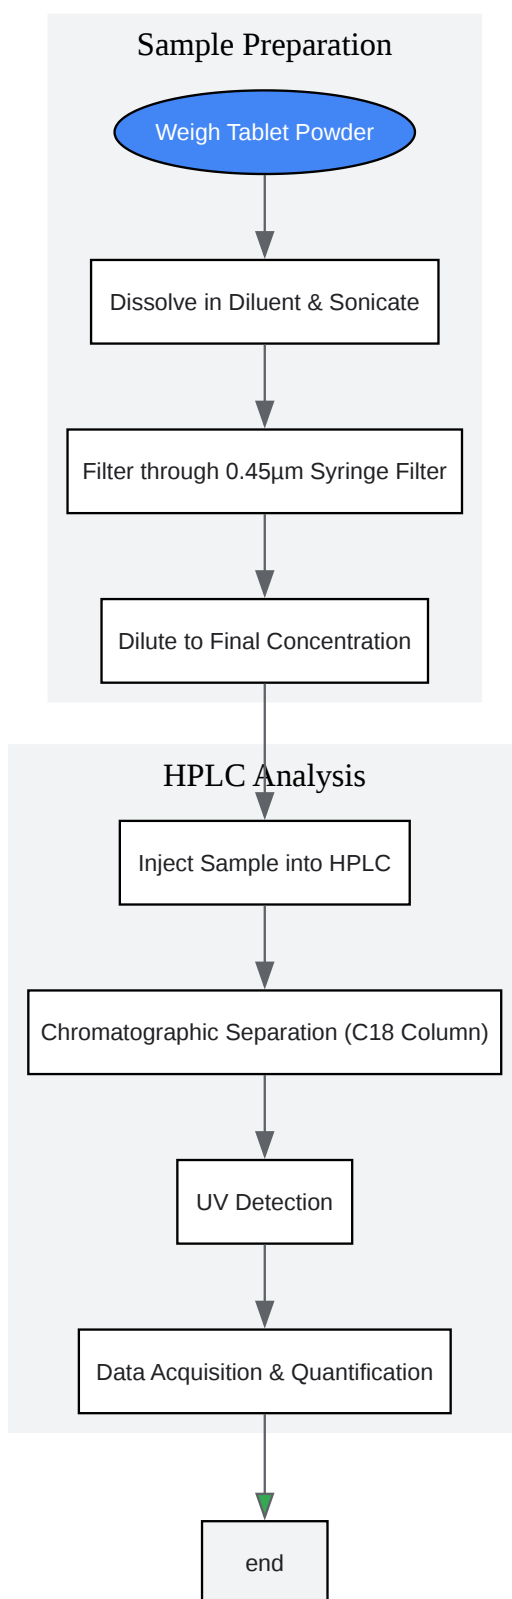 Sample Preparation
Weigh Tablet Powder
Dissolve in Diluent & Sonicate
Filter through 0.45µm Syringe Filter
Dilute to Final Concentration
HPLC Analysis
Inject Sample into HPLC
Chromatographic Separation (C18 Column)
UV Detection
Data Acquisition & Quantification
end